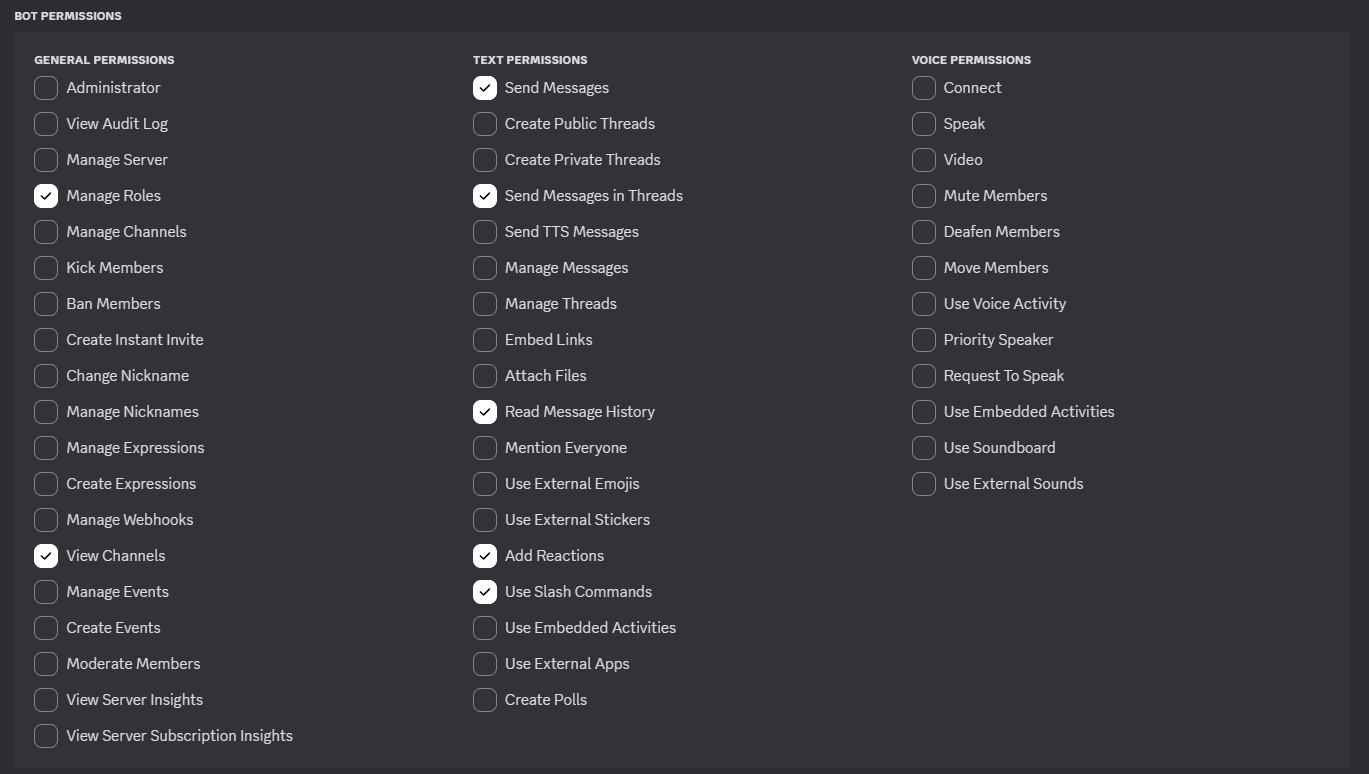 BOT PERMISSIONS
GENERAL PERMISSIONS
Administrator
View Audit Log
Manage Server
Manage Roles
Manage Channels
Kick Members
Ban Members
Create Instant Invite
Change Nickname
Manage Nicknames
Manage Expressions
Create Expressions
Manage Webhooks
View Channels
Manage Events
Create Events
Moderate Members
View Server Insights
View Server Subscription Insights
TEXT PERMISSIONS
Send Messages
Create Public Threads
Create Private Threads
Send Messages in Threads
Send TTS Messages
Manage Messages
Manage Threads
Embed Links
Attach Files
Read Message History
Mention Everyone
Use External Emojis
Use External Stickers
Add Reactions
Use Slash Commands
Use Embedded Activities
Use External Apps
Create Polls
VOICE PERMISSIONS
Connect
Speak
Video
Mute Members
Deafen Members
Move Members
Use Voice Activity
Priority Speaker
Request To Speak
Use Embedded Activities
Use Soundboard
Use External Sounds